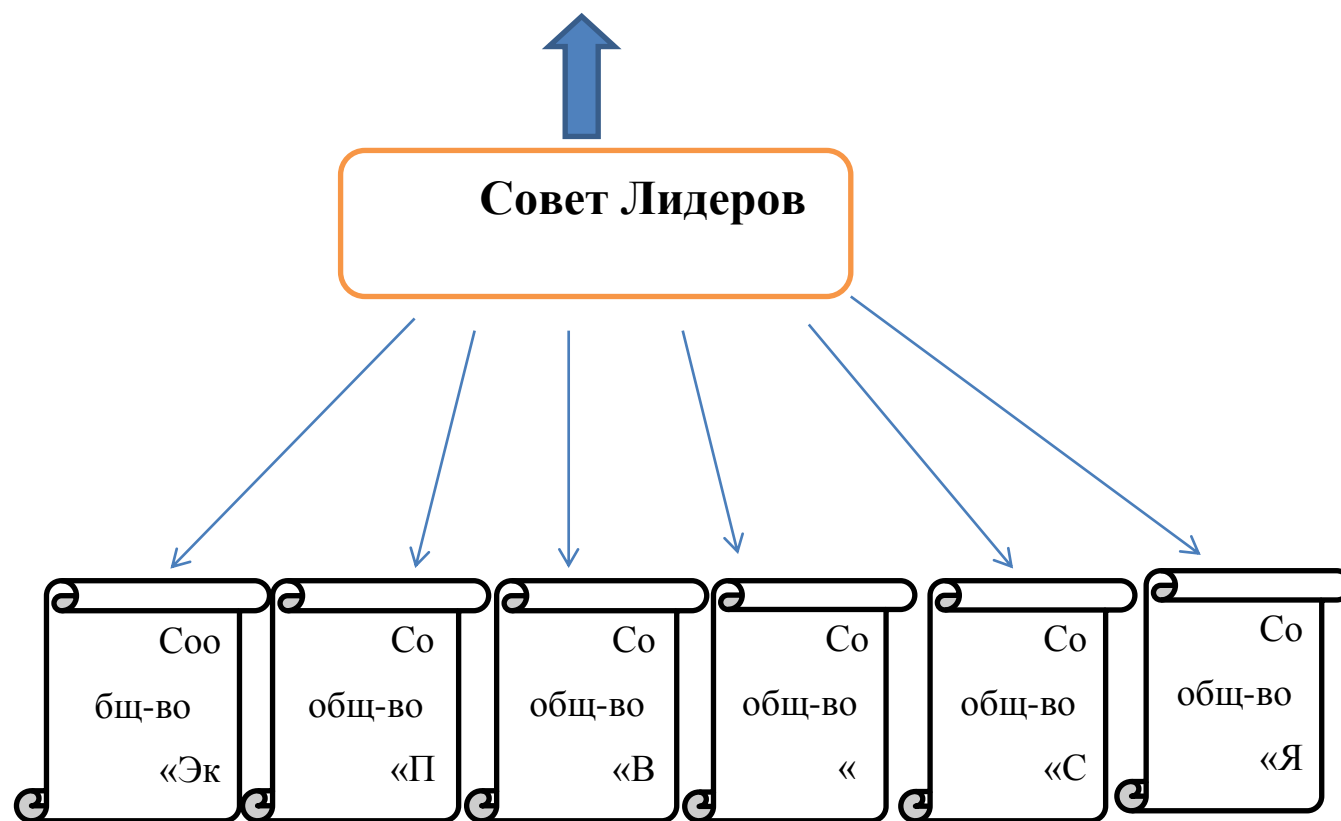 Совет Лидеров
Соо
бщ-во
«Эк
Со
общ-во
«П
Со
общ-во
«В
Со
общ-во
«
Со
общ-во
«С
Со
общ-во
«Я